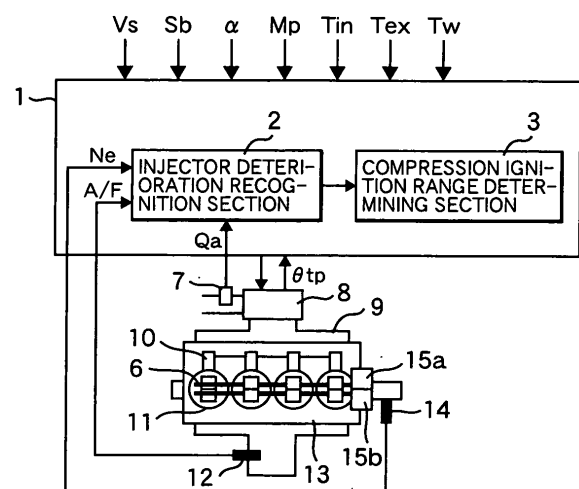 Vs Sb α Mp Tin Tex Tw
1
2
3
Ne
A/F
INJECTOR DETERI-
ORATION RECOG-
NITION SECTION
COMPRESSION IGNI-
TION RANGE DETER-
MINING SECTION
Qa
θtp
7
8
9
10
6
11
15a
14
12
13
15b